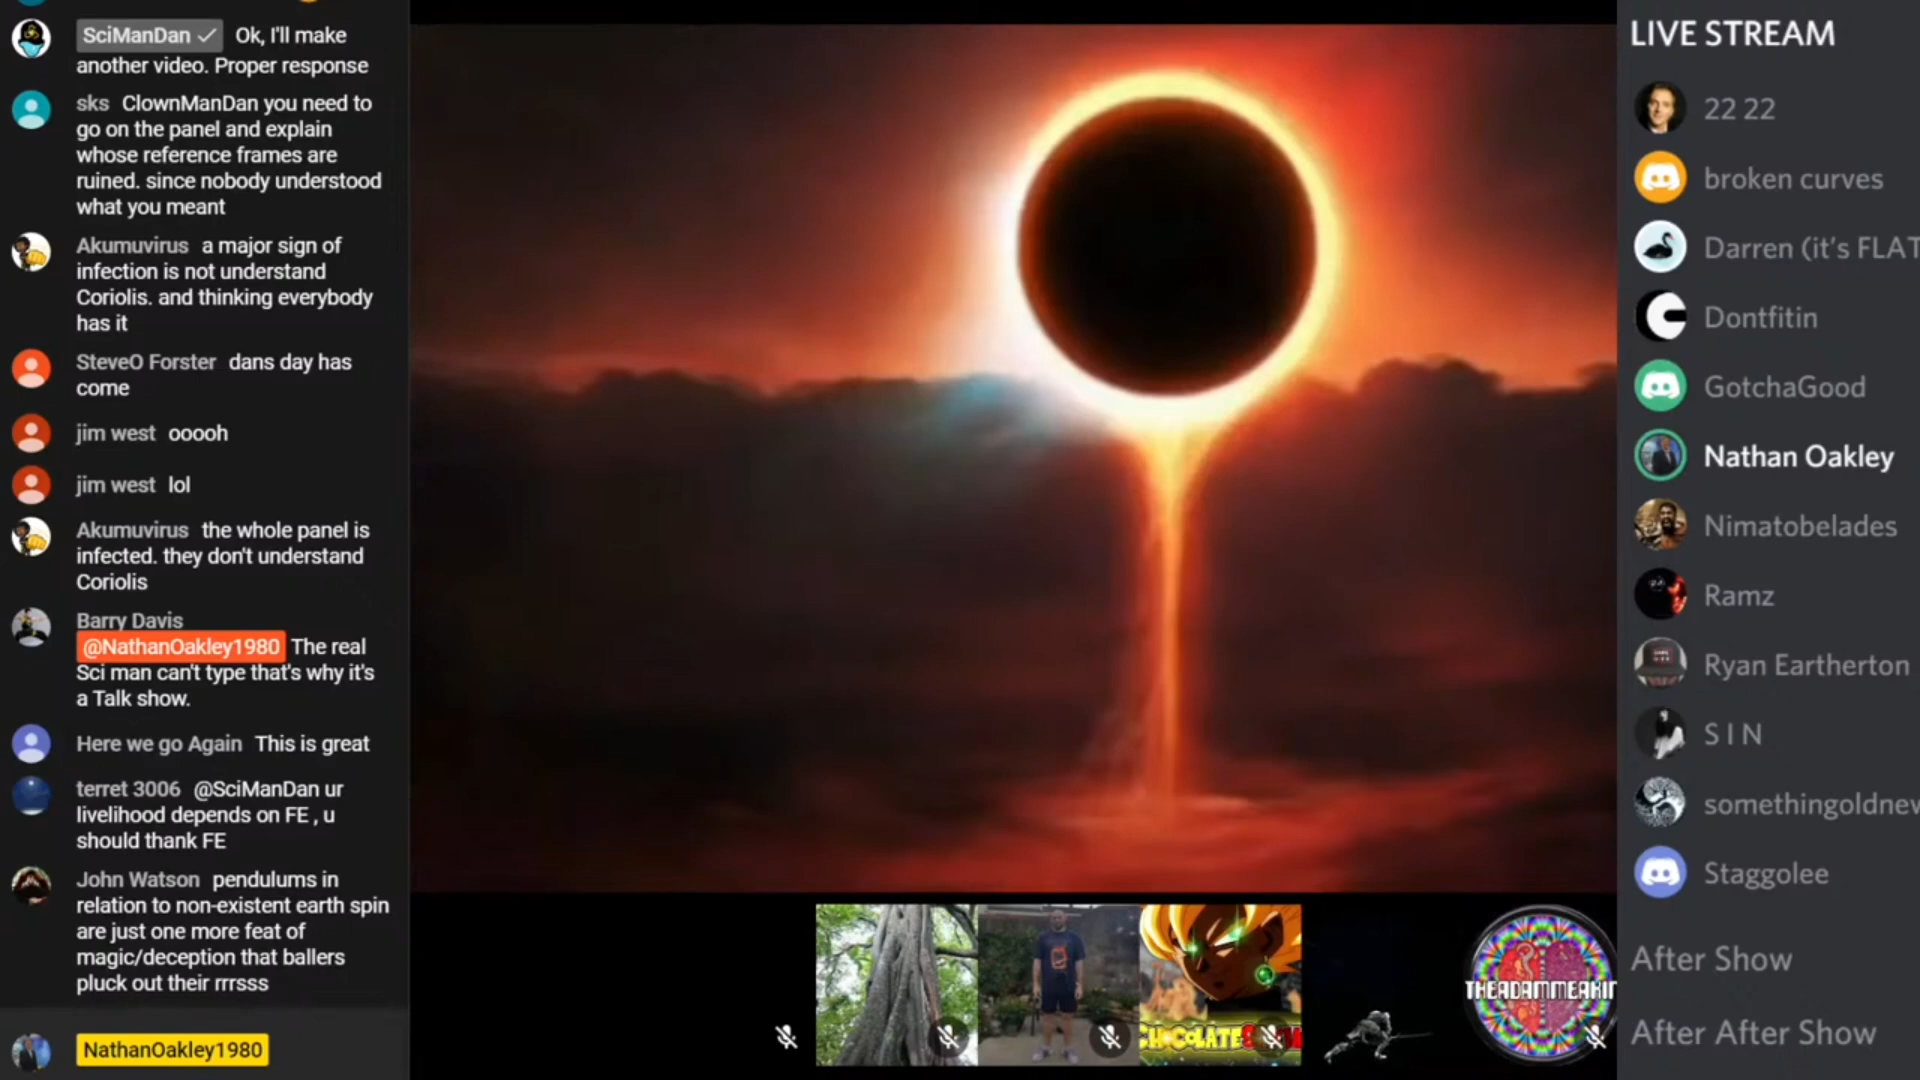 SciManDan Ok, I'll make
another video. Proper response
sks ClownManDan you need to
go on the panel and explain
whose reference frames are
ruined. since nobody understood
what you meant
Akumuvirus a major sign of
infection is not understand
Coriolis. and thinking everybody
has it
SteveO Forster dans day has
come
jim west ooooh
jim west lol
Akumuvirus the whole panel is
infected. they don't understand
Coriolis
Barry Davis
@NathanOakley1980 The real
Sci man can't type that's why it's
a Talk show.
Here we go Again This is great
terret 3006 @SciManDan ur
livelihood depends on FE , u
should thank FE
John Watson pendulums in
relation to non-existent earth spin
are just one more feat of
magic/deception that ballers
pluck out their rrrsss
NathanOakley1980
THEADAMMEAKIN
LIVE STREAM
22 22
broken curves
Darren (it's FLAT
Dontfitin
GotchaGood
Nathan Oakley
Nimatobelades
Ramz
Ryan Eartherton
S I N
somethingoldnew
Staggolee
After Show
After After Show